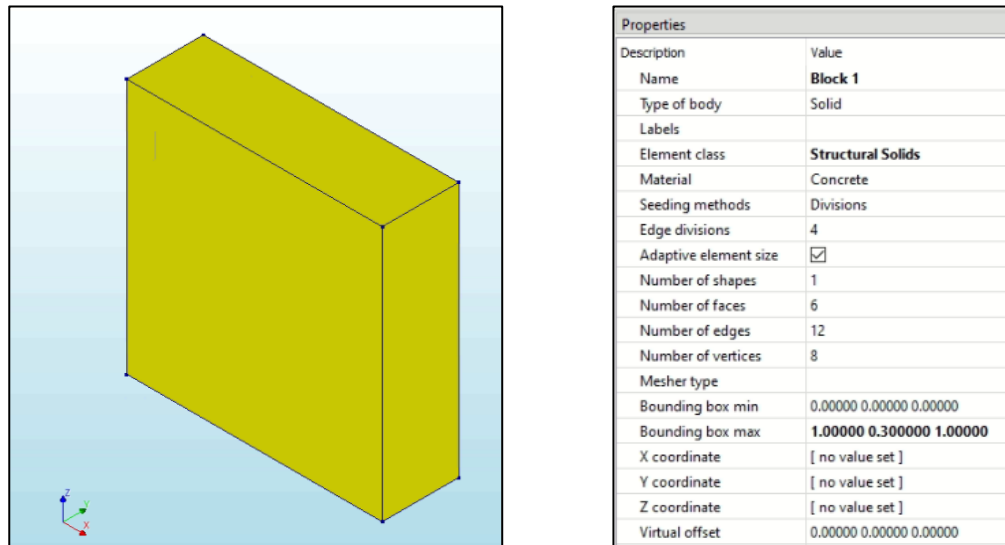 Z
Y
X
Properties
Description Value
Name Block 1
Type of body Solid
Labels
Element class Structural Solids
Material Concrete
Seeding methods Divisions
Edge divisions 4
Adaptive element size
Number of shapes 1
Number of faces 6
Number of edges 12
Number of vertices 8
Mesher type
Bounding box min 0.00000 0.00000 0.00000
Bounding box max 1.00000 0.300000 1.00000
X coordinate [ no value set ]
Y coordinate [ no value set ]
Z coordinate [ no value set ]
Virtual offset 0.00000 0.00000 0.00000